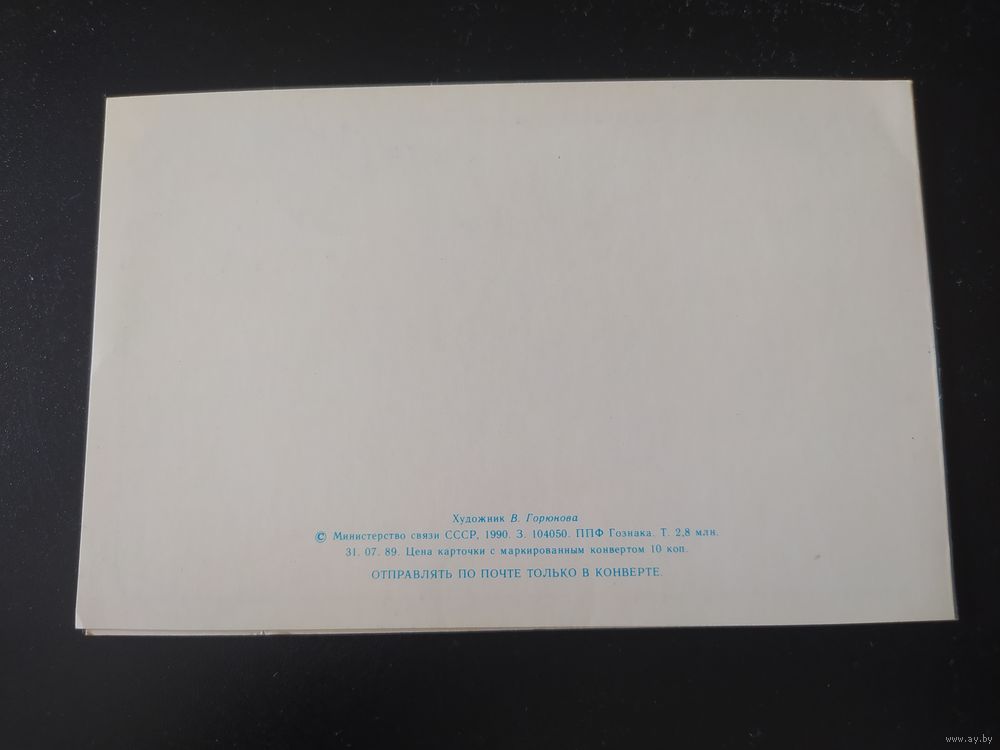 Художник В. Горюнова
© Министерство связи СССР, 1990. З. 104050. ППФ Гознака. Т. 2,8 млн.
31. 07. 89. Цена карточки с маркированным конвертом 10 коп.
ОТПРАВЛЯТЬ ПО ПОЧТЕ ТОЛЬКО В КОНВЕРТЕ.
www.ay.by